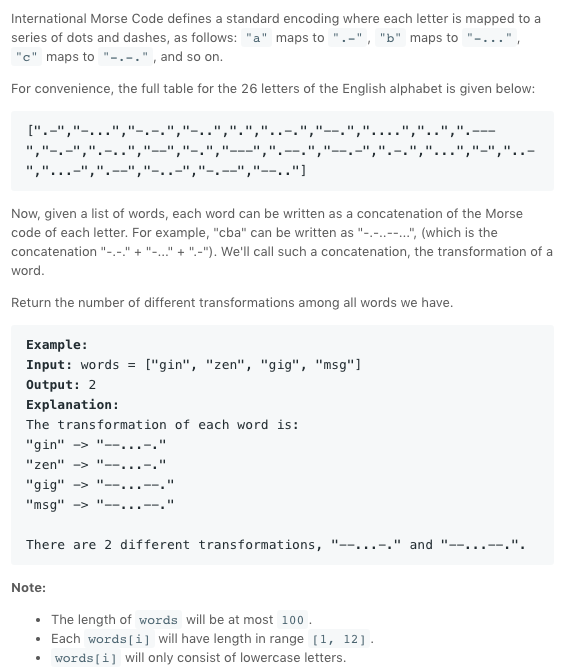 International Morse Code defines a standard encoding where each letter is mapped to a
series of dots and dashes, as follows: "a" maps to ".-", "b" maps to "-...",
"c" maps to "-.-.", and so on.
For convenience, the full table for the 26 letters of the English alphabet is given below:
[".-","-...","-.-.","-..",".","..-.","--.","....","..",".---
","-.-",".-..","--","-.","---",".--.","--.-",".-.","...","-","..-
","...-",".--","-..-","-.--","--.."]
Now, given a list of words, each word can be written as a concatenation of the Morse
code of each letter. For example, "cba" can be written as "-.-..--...", (which is the
concatenation "-.-." + "-..." + ".-"). We'll call such a concatenation, the transformation of a
word.
Return the number of different transformations among all words we have.
Example:
Input: words = ["gin", "zen", "gig", "msg"]
Output: 2
Explanation:
The transformation of each word is:
"gin" -> "--...-."
"zen" -> "--...-."
"gig" -> "--...--."
"msg" -> "--...--."
There are 2 different transformations, "--...-." and "--...--.".
Note:
• The length of words will be at most 100 .
• Each words[i] will have length in range [1, 12] .
• words[i] will only consist of lowercase letters.